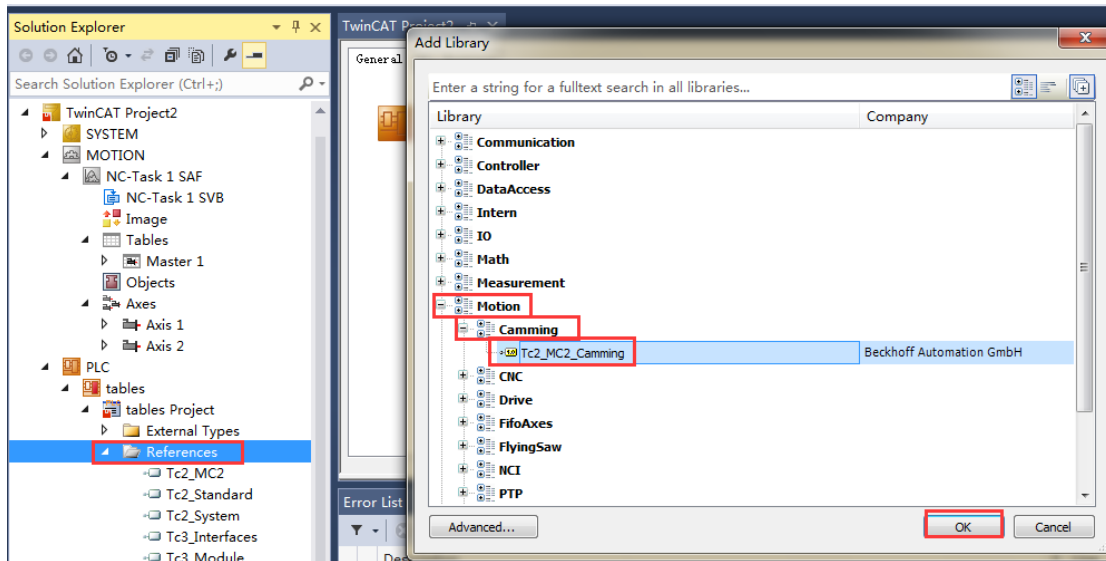 Solution Explorer
Search Solution Explorer (Ctrl+;)
TwinCAT Project2
SYSTEM
MOTION
NC-Task 1 SAF
NC-Task 1 SVB
Image
Tables
Master 1
Objects
Axes
Axis 1
Axis 2
PLC
tables
tables Project
External Types
References
Tc2_MC2
Tc2_Standard
Tc2_System
Tc3_Interfaces
Tc3_Module
TwinCAT Project2
General
Error List
Add Library
Enter a string for a fulltext search in all libraries...
Library Company
Communication
Controller
DataAccess
Intern
IO
Math
Measurement
Motion
Camming
Tc2_MC2_Camming Beckhoff Automation GmbH
CNC
Drive
FifoAxes
FlyingSaw
NCI
PTP
Advanced... OK Cancel